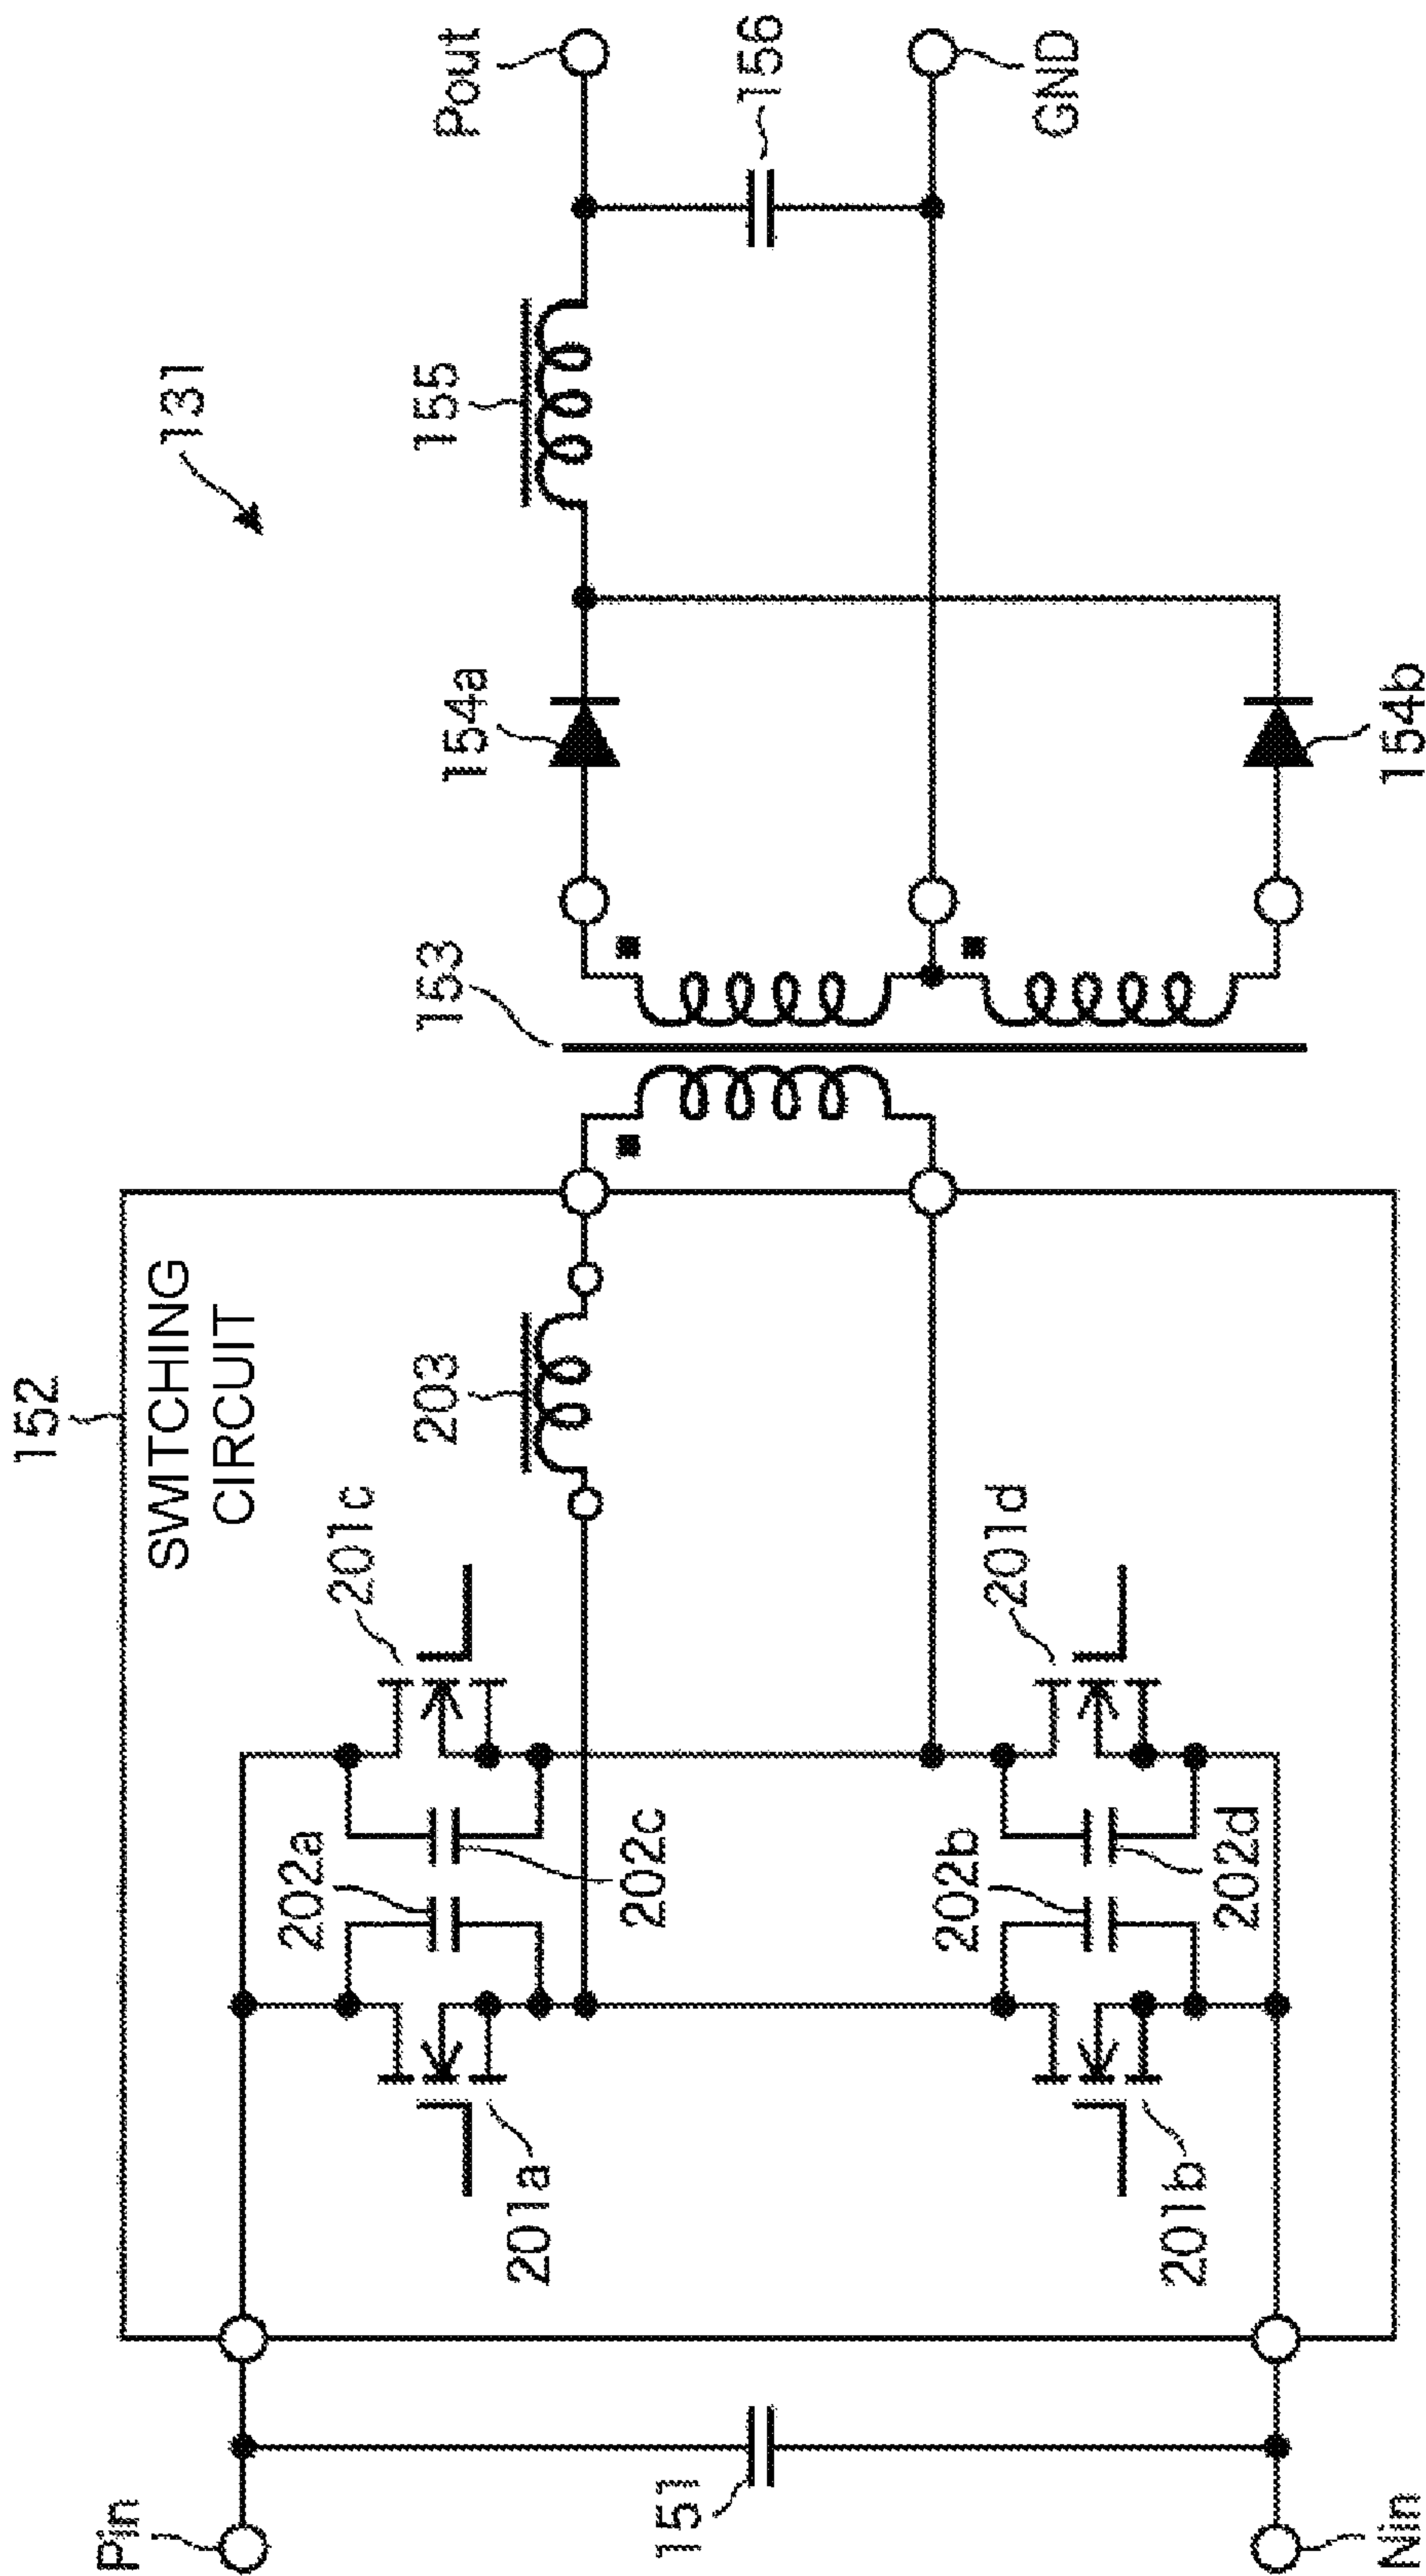 131
152
SWITCHING
CIRCUIT
Pin
Nin
151
201a
201b
201c
201d
202a
202b
202c
202d
203
153
154a
154b
155
156
Pout
GND